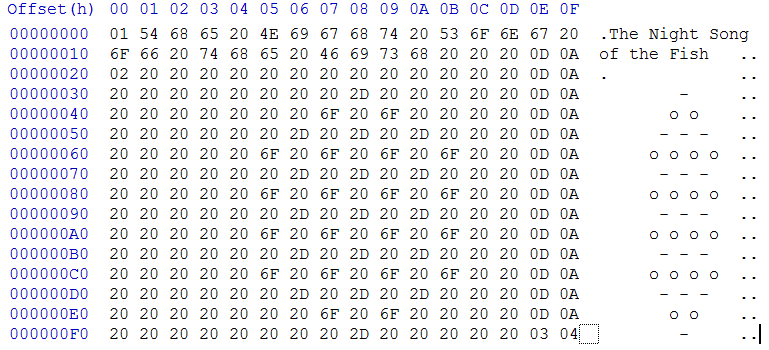 Offset(h) 00 01 02 03 04 05 06 07 08 09 0A 0B 0C 0D 0E 0F
00000000 01 54 68 65 20 4E 69 67 68 74 20 53 6F 6E 67 20 .The Night Song
00000010 6F 66 20 74 68 65 20 46 69 73 68 20 20 20 0D 0A of the Fish ..
00000020 02 20 20 20 20 20 20 20 20 20 20 20 20 20 0D 0A . ..
00000030 20 20 20 20 20 20 20 20 2D 20 20 20 20 20 0D 0A - ..
00000040 20 20 20 20 20 20 20 6F 20 6F 20 20 20 20 0D 0A o o ..
00000050 20 20 20 20 20 20 2D 20 2D 20 2D 20 20 20 0D 0A - - - ..
00000060 20 20 20 20 20 6F 20 6F 20 6F 20 6F 20 20 0D 0A o o o o ..
00000070 20 20 20 20 20 20 2D 20 2D 20 2D 20 20 20 0D 0A - - - ..
00000080 20 20 20 20 20 6F 20 6F 20 6F 20 6F 20 20 0D 0A o o o o ..
00000090 20 20 20 20 20 20 2D 20 2D 20 2D 20 20 20 0D 0A - - - ..
000000A0 20 20 20 20 20 6F 20 6F 20 6F 20 6F 20 20 0D 0A o o o o ..
000000B0 20 20 20 20 20 20 2D 20 2D 20 2D 20 20 20 0D 0A - - - ..
000000C0 20 20 20 20 20 6F 20 6F 20 6F 20 6F 20 20 0D 0A o o o o ..
000000D0 20 20 20 20 20 20 2D 20 2D 20 2D 20 20 20 0D 0A - - - ..
000000E0 20 20 20 20 20 20 20 6F 20 6F 20 20 20 20 0D 0A o o ..
000000F0 20 20 20 20 20 20 20 20 2D 20 20 20 20 20 03 04 - ..